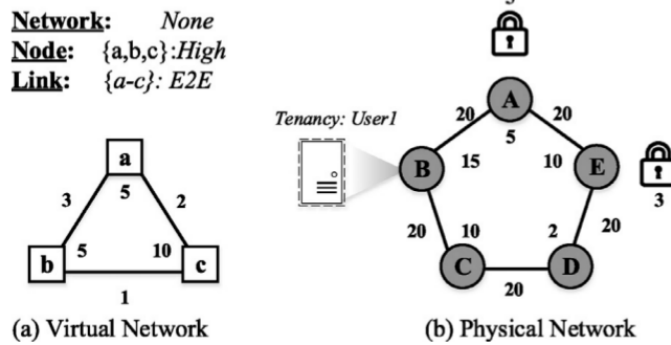 Network: None
Node: {a,b,c}:High
Link: {a-c}: E2E
a
5
3
2
b
5
10
c
1
(a) Virtual Network
Tenancy: User1
A
20
20
5
B
15
10
E
3
20
10
2
20
C
D
20
(b) Physical Network